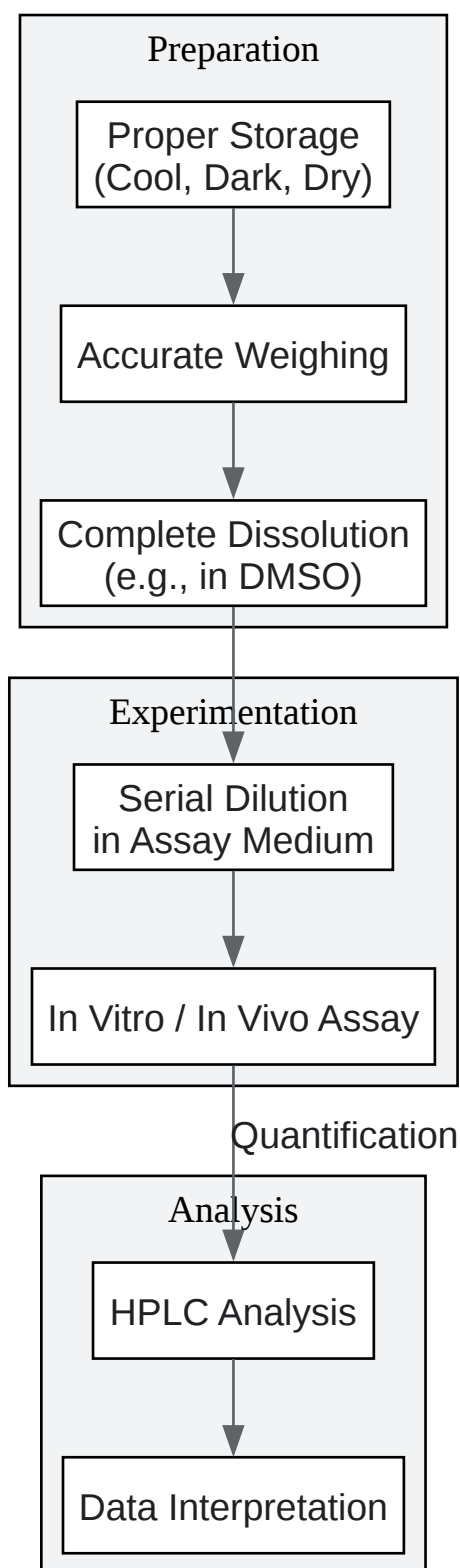 Preparation
Proper Storage
(Cool, Dark, Dry)
Accurate Weighing
Complete Dissolution
(e.g., in DMSO)
Experimentation
Serial Dilution
in Assay Medium
In Vitro / In Vivo Assay
Quantification
Analysis
HPLC Analysis
Data Interpretation